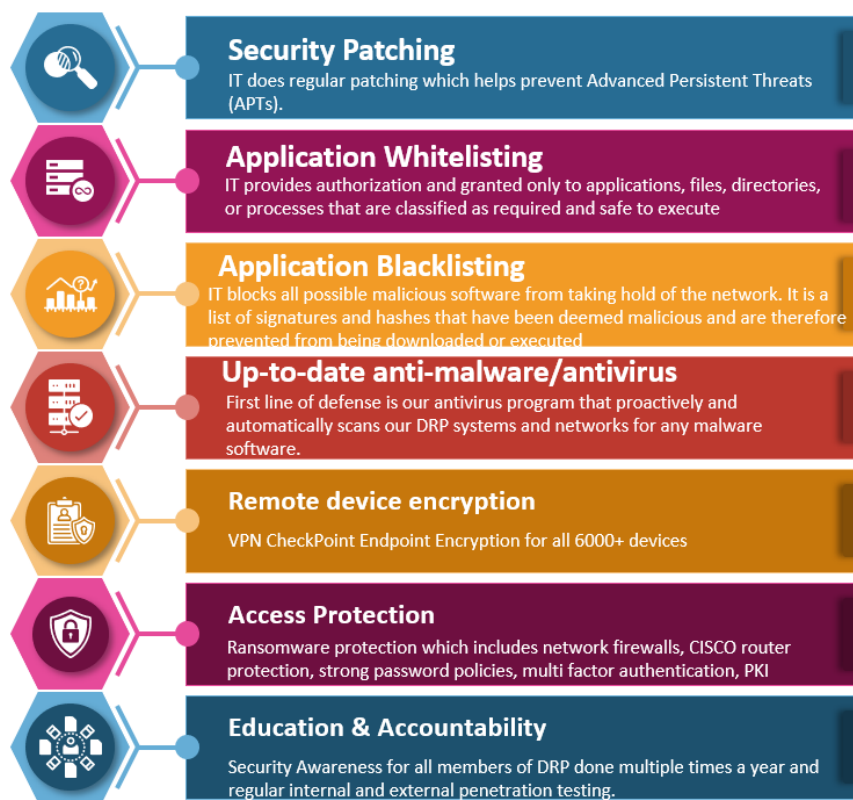 Security Patching
IT does regular patching which helps prevent Advanced Persistent Threats
(APTs).
Application Whitelisting
IT provides authorization and granted only to applications, files, directories,
or processes that are classified as required and safe to execute
Application Blacklisting
IT blocks all possible malicious software from taking hold of the network. It is a
list of signatures and hashes that have been deemed malicious and are therefore
prevented from being downloaded or executed
Up-to-date anti-malware/antivirus
First line of defense is our antivirus program that proactively and
automatically scans our DRP systems and networks for any malware
software.
Remote device encryption
VPN CheckPoint Endpoint Encryption for all 6000+ devices
Access Protection
Ransomware protection which includes network firewalls, CISCO router
protection, strong password policies, multi factor authentication, PKI
Education & Accountability
Security Awareness for all members of DRP done multiple times a year and
regular internal and external penetration testing.